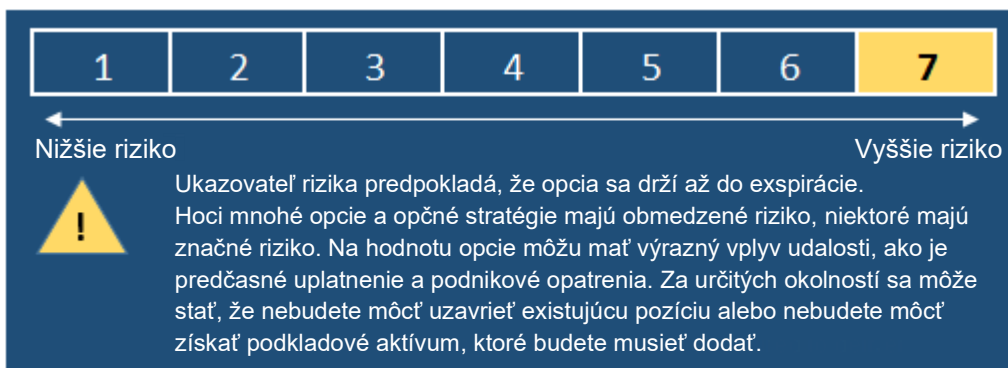 1 2 3 4 5 6 7
Nižšie riziko Vyššie riziko
!
Ukazovateľ rizika predpokladá, že opcia sa drží až do exspirácie.
Hoci mnohé opcie a opčné stratégie majú obmedzené riziko, niektoré majú
značné riziko. Na hodnotu opcie môžu mať výrazný vplyv udalosti, ako je
predčasné uplatnenie a podnikové opatrenia. Za určitých okolností sa môže
stať, že nebudete môcť uzavrieť existujúcu pozíciu alebo nebudete môcť
získať podkladové aktívum, ktoré budete musieť dodať.